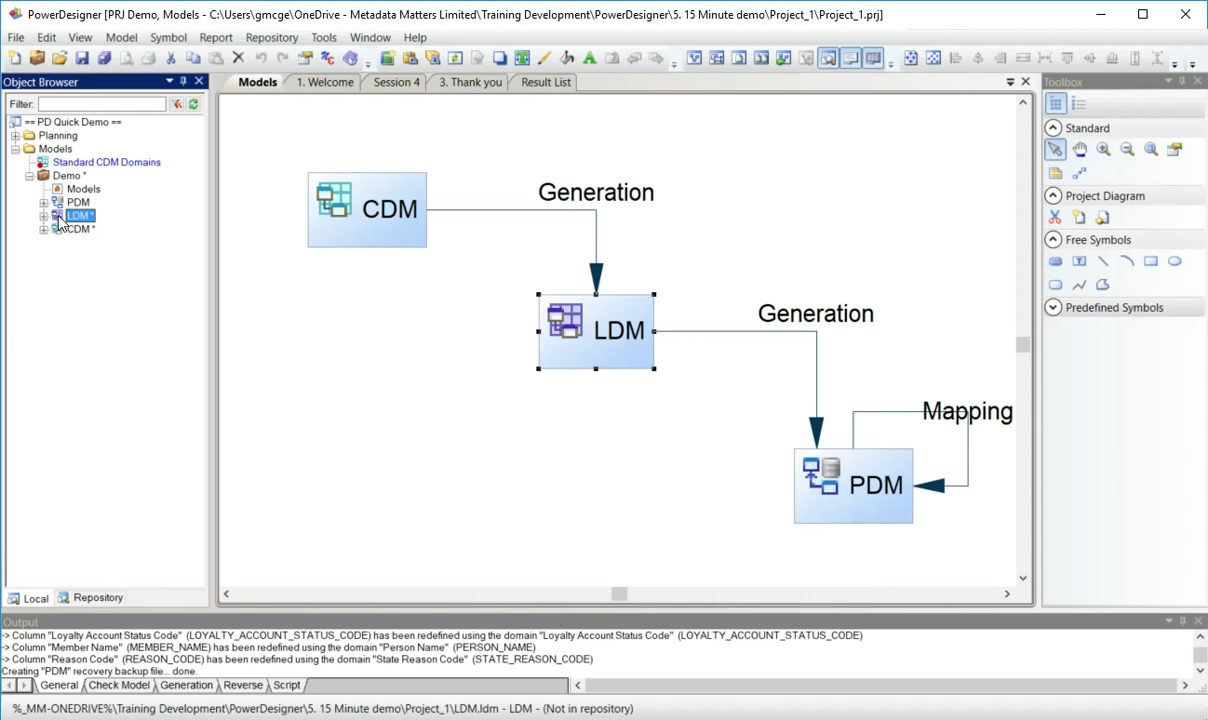 PowerDesigner [PRJ Demo, Models - C:\Users\gmcge\OneDrive - Metadata Matters Limited\Training Development\PowerDesigner\5. 15 Minute demo\Project_1\Project_1.prj]
File Edit View Model Symbol Report Repository Tools Window Help
Object Browser
Models 1. Welcome Session 4 3. Thank you Result List
Toolbox
Filter:
== PD Quick Demo ==
Planning
Models
Standard CDM Domains
Demo *
Models
PDM
LDM *
CDM *
Local Repository
CDM
Generation
LDM
Generation
Mapping
PDM
Standard
Project Diagram
Free Symbols
Predefined Symbols
Output
-> Column "Loyalty Account Status Code" (LOYALTY_ACCOUNT_STATUS_CODE) has been redefined using the domain "Loyalty Account Status Code" (LOYALTY_ACCOUNT_STATUS_CODE)
-> Column "Member Name" (MEMBER_NAME) has been redefined using the domain "Person Name" (PERSON_NAME)
-> Column "Reason Code" (REASON_CODE) has been redefined using the domain "State Reason Code" (STATE_REASON_CODE)
Creating "PDM" recovery backup file... done.
General Check Model Generation Reverse Script
%_MM-ONEDRIVE%\Training Development\PowerDesigner\5. 15 Minute demo\Project_1\LDM.ldm - LDM - (Not in repository)